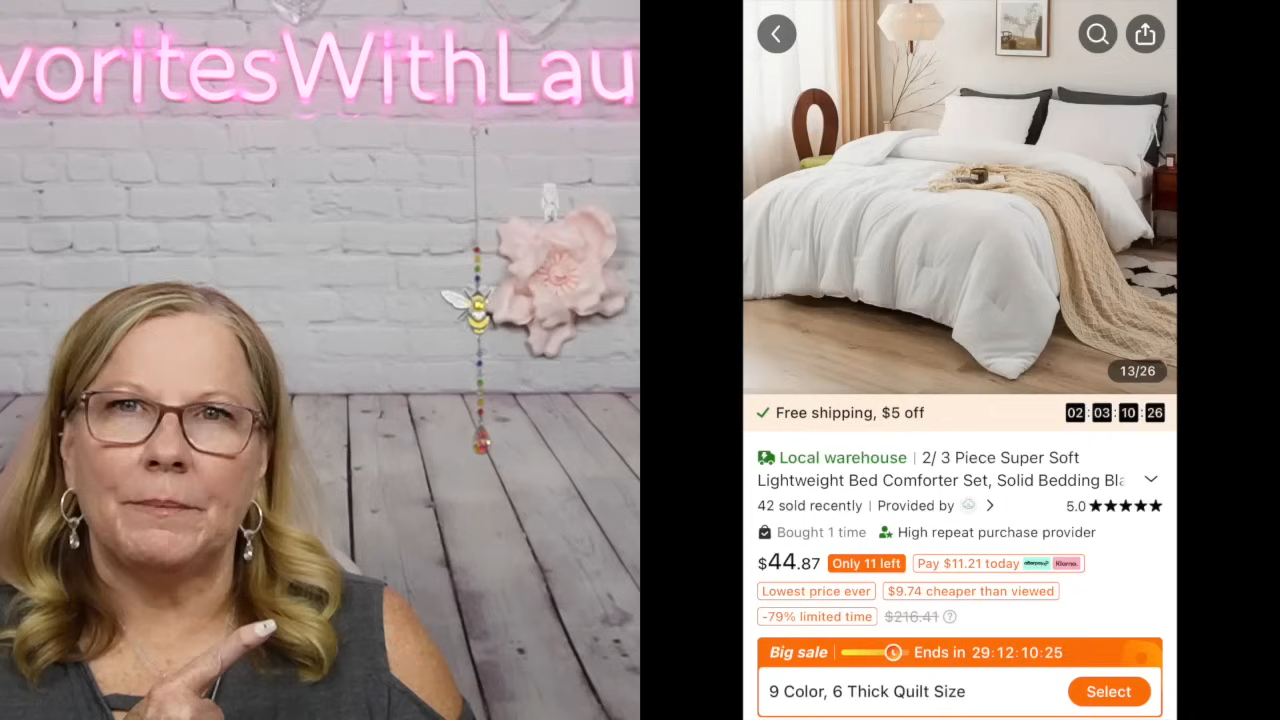 voritesWithLau
13/26
Free shipping, $5 off
02:03:10:26
Local warehouse | 2/ 3 Piece Super Soft
Lightweight Bed Comforter Set, Solid Bedding Bla
42 sold recently | Provided by
5.0
Bought 1 time
High repeat purchase provider
$44.87 Only 11 left Pay $11.21 today afterpay Klarna.
Lowest price ever $9.74 cheaper than viewed
-79% limited time $216.41
Big sale Ends in 29:12:10:25
9 Color, 6 Thick Quilt Size
Select